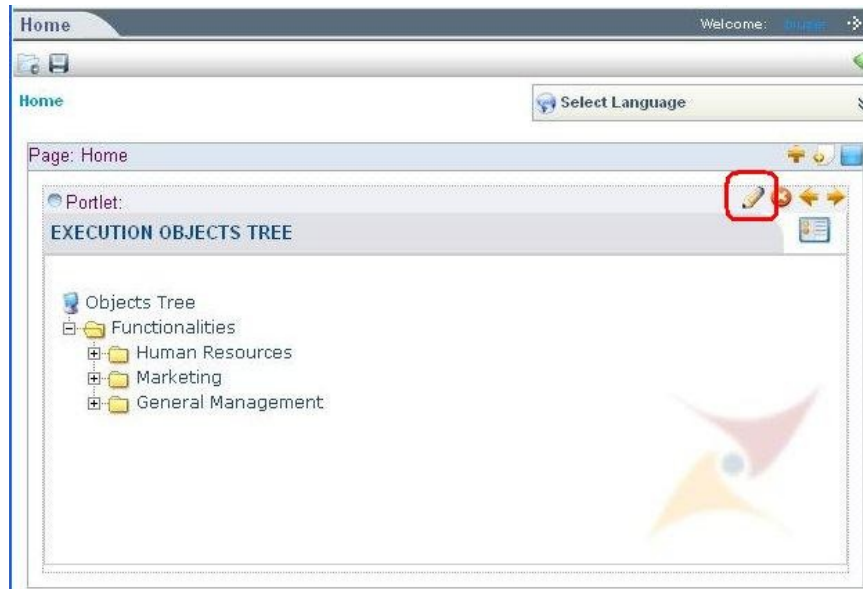 Home
Welcome:
Home
Select Language
Page: Home
Portlet:
EXECUTION OBJECTS TREE
Objects Tree
Functionalities
Human Resources
Marketing
General Management